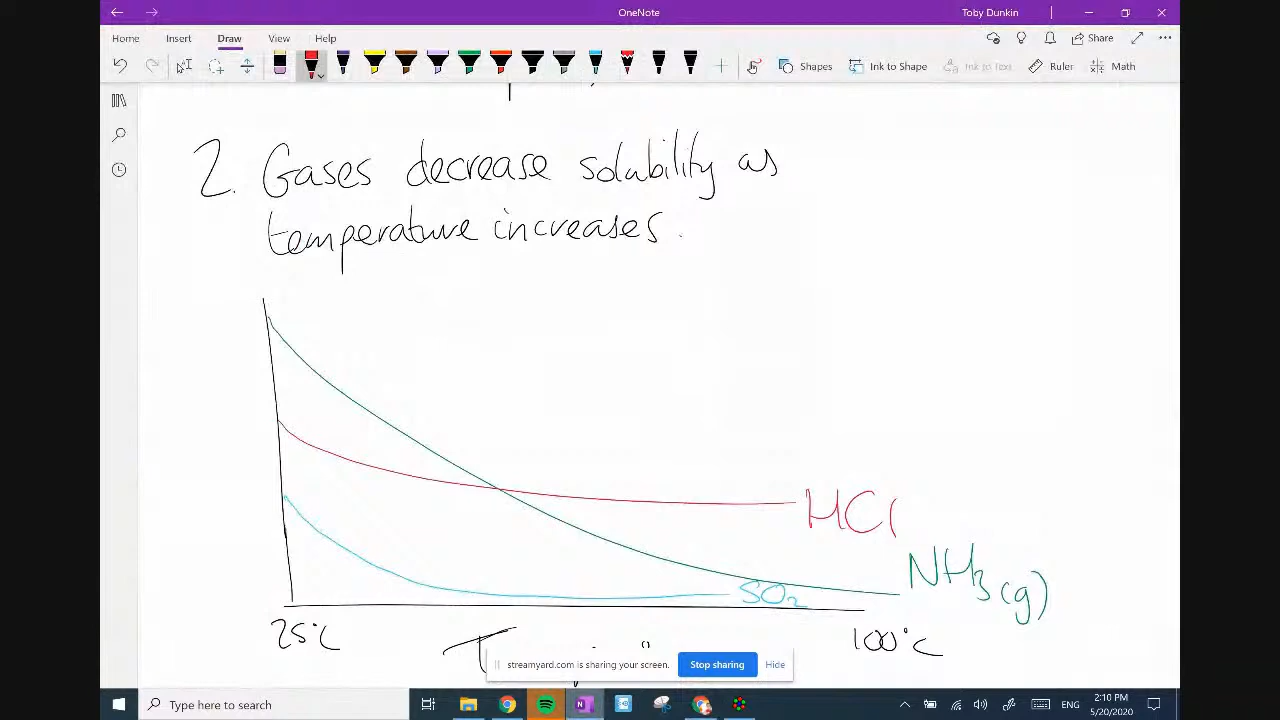 OneNote
Toby Dunkin
Home
Insert
Draw
View
Help
Share
Shapes
Ink to Shape
Ink to Text
Ruler
Math
2. Gases decrease solubility as
temperature increases.
HCl
NH3(g)
SO2
25°C
100°C
streamyard.com is sharing your screen.
Stop sharing
Hide
Type here to search
ENG
2:10 PM
5/20/2020